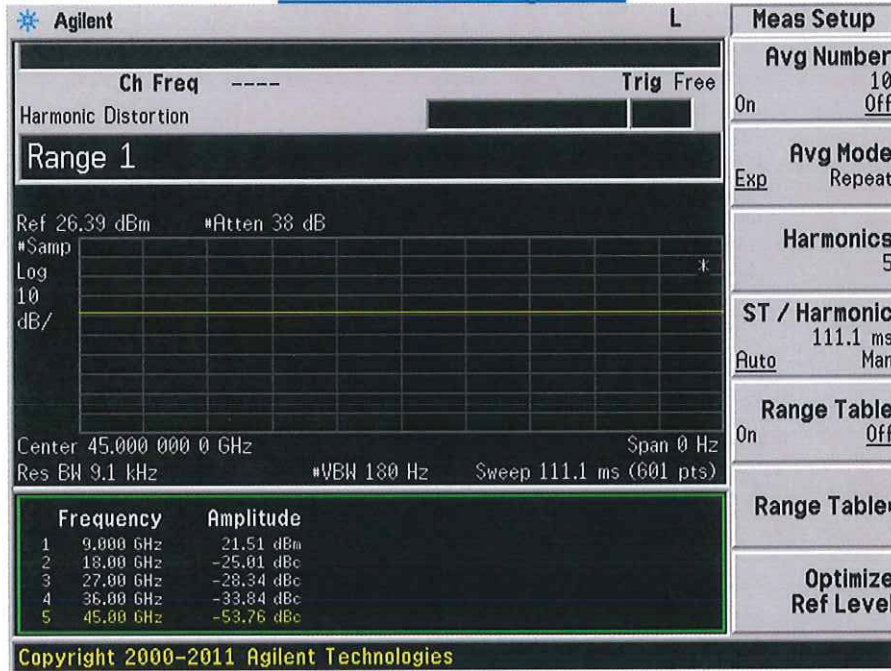 Agilent L
Ch Freq ---- Trig Free
Harmonic Distortion
Range 1
Ref 26.39 dBm #Atten 38 dB
#Samp
Log
10
dB/
*
Center 45.000 000 0 GHz Span 0 Hz
Res BW 9.1 kHz #VBW 180 Hz Sweep 111.1 ms (601 pts)
Frequency Amplitude
1 9.000 GHz 21.51 dBm
2 18.00 GHz -25.01 dBc
3 27.00 GHz -28.34 dBc
4 36.00 GHz -33.84 dBc
5 45.00 GHz -53.76 dBc
Copyright 2000-2011 Agilent Technologies
Meas Setup
Avg Number
10
On Off
Avg Mode
Exp Repeat
Harmonics
5
ST / Harmonic
111.1 ms
Auto Man
Range Table
On Off
Range Table
Optimize
Ref Level